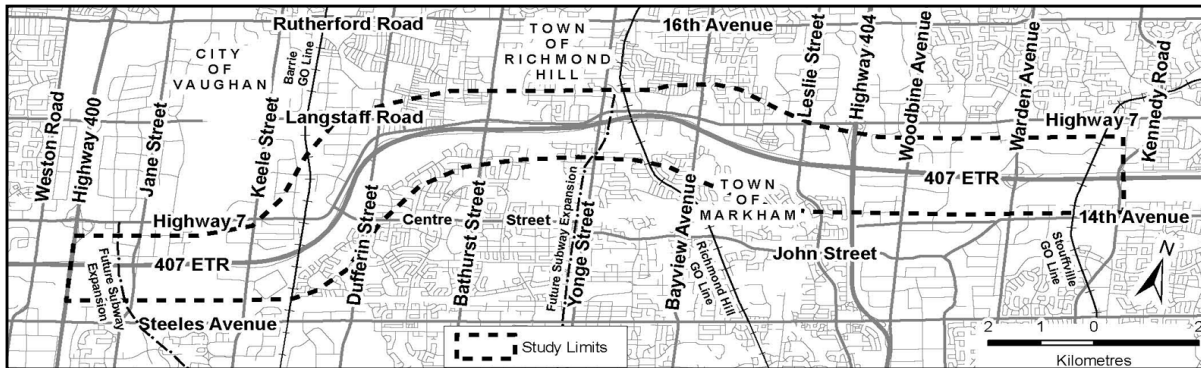 Rutherford Road
TOWN
OF
RICHMOND
HILL
16th Avenue
CITY
OF
VAUGHAN
Barrie
GO Line
Leslie Street
Highway 404
Woodbine Avenue
Warden Avenue
Kennedy Road
Weston Road
Highway 400
Jane Street
Keele Street
Langstaff Road
Highway 7
407 ETR
Highway 7
Centre Street
Dufferin Street
Bathurst Street
Future Subway Expansion
Yonge Street
Bayview Avenue
TOWN
OF
MARKHAM
14th Avenue
407 ETR
Future Subway
Expansion
Steeles Avenue
Richmond Hill
GO Line
John Street
Stouffville
GO Line
N
Study Limits
2 1 0 2
Kilometres